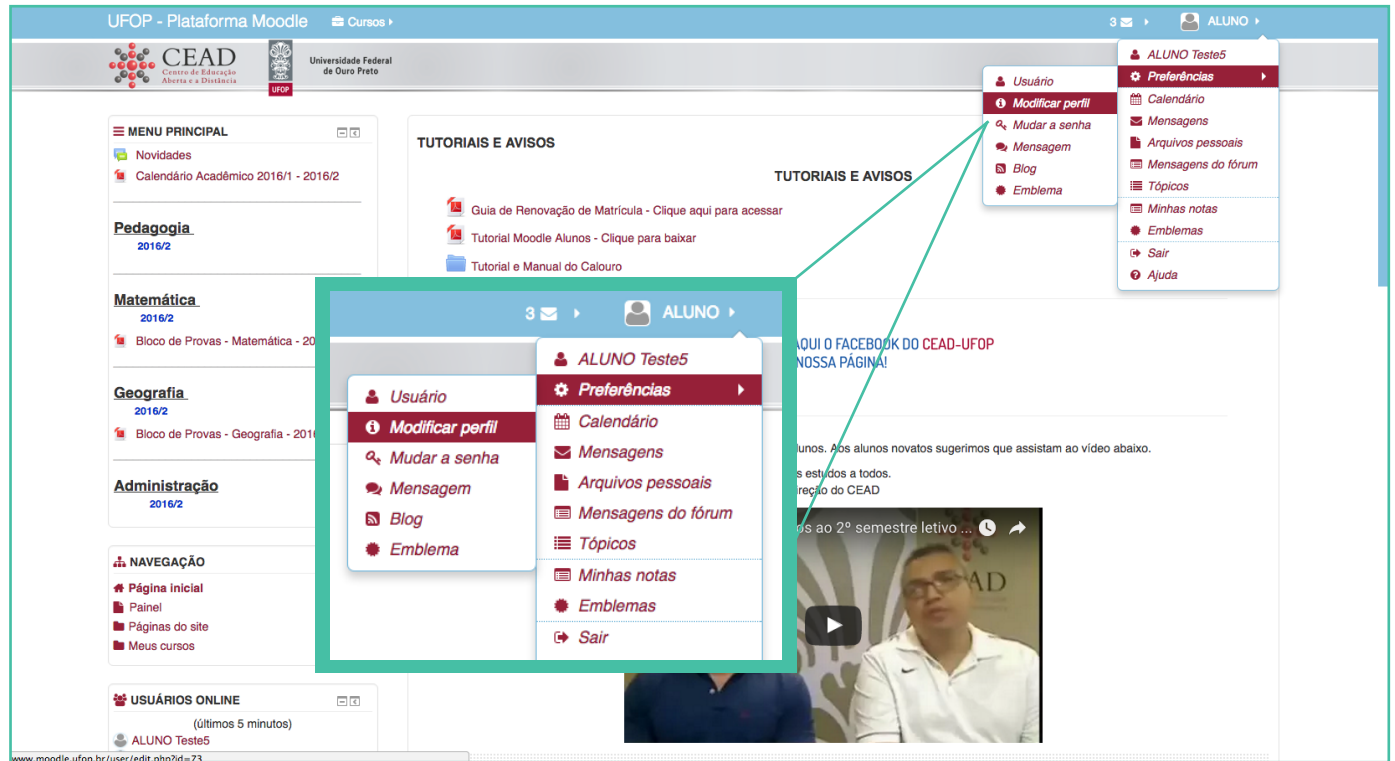 UFOP - Plataforma Moodle
Cursos
3
ALUNO
CEAD
Centro de Educação
Aberta e a Distância
UFOP
Universidade Federal
de Ouro Preto
ALUNO Teste5
Preferências
Calendário
Mensagens
Arquivos pessoais
Mensagens do fórum
Tópicos
Minhas notas
Emblemas
Sair
Ajuda
Usuário
Modificar perfil
Mudar a senha
Mensagem
Blog
Emblema
MENU PRINCIPAL
Novidades
Calendário Acadêmico 2016/1 - 2016/2
Pedagogia
2016/2
Matemática
2016/2
Bloco de Provas - Matemática - 20
Geografia
2016/2
Bloco de Provas - Geografia - 201
Administração
2016/2
NAVEGAÇÃO
Página inicial
Painel
Páginas do site
Meus cursos
USUÁRIOS ONLINE
(últimos 5 minutos)
ALUNO Teste5
www.moodle.ufop.br/user/edit.php?id=73
TUTORIAIS E AVISOS
TUTORIAIS E AVISOS
Guia de Renovação de Matrícula - Clique aqui para acessar
Tutorial Moodle Alunos - Clique para baixar
Tutorial e Manual do Calouro
AQUI O FACEBOOK DO CEAD-UFOP
NOSSA PÁGINA!
lunos. Aos alunos novatos sugerimos que assistam ao vídeo abaixo.
s estudos a todos.
reção do CEAD
os ao 2º semestre letivo ...
AD
3
ALUNO
ALUNO Teste5
Preferências
Calendário
Mensagens
Arquivos pessoais
Mensagens do fórum
Tópicos
Minhas notas
Emblemas
Sair
Usuário
Modificar perfil
Mudar a senha
Mensagem
Blog
Emblema